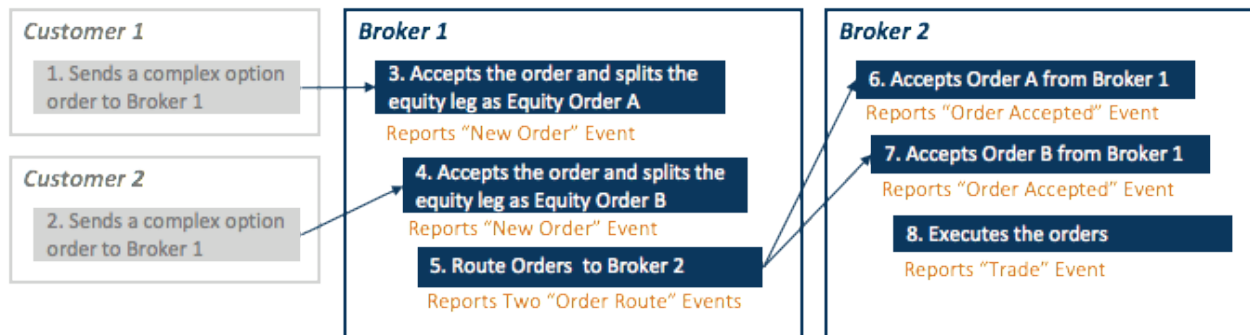 Customer 1
1. Sends a complex option
order to Broker 1
Customer 2
2. Sends a complex option
order to Broker 1
Broker 1
3. Accepts the order and splits the
equity leg as Equity Order A
Reports “New Order” Event
4. Accepts the order and splits the
equity leg as Equity Order B
Reports “New Order” Event
5. Route Orders to Broker 2
Reports Two “Order Route” Events
Broker 2
6. Accepts Order A from Broker 1
Reports “Order Accepted” Event
7. Accepts Order B from Broker 1
Reports “Order Accepted” Event
8. Executes the orders
Reports “Trade” Event